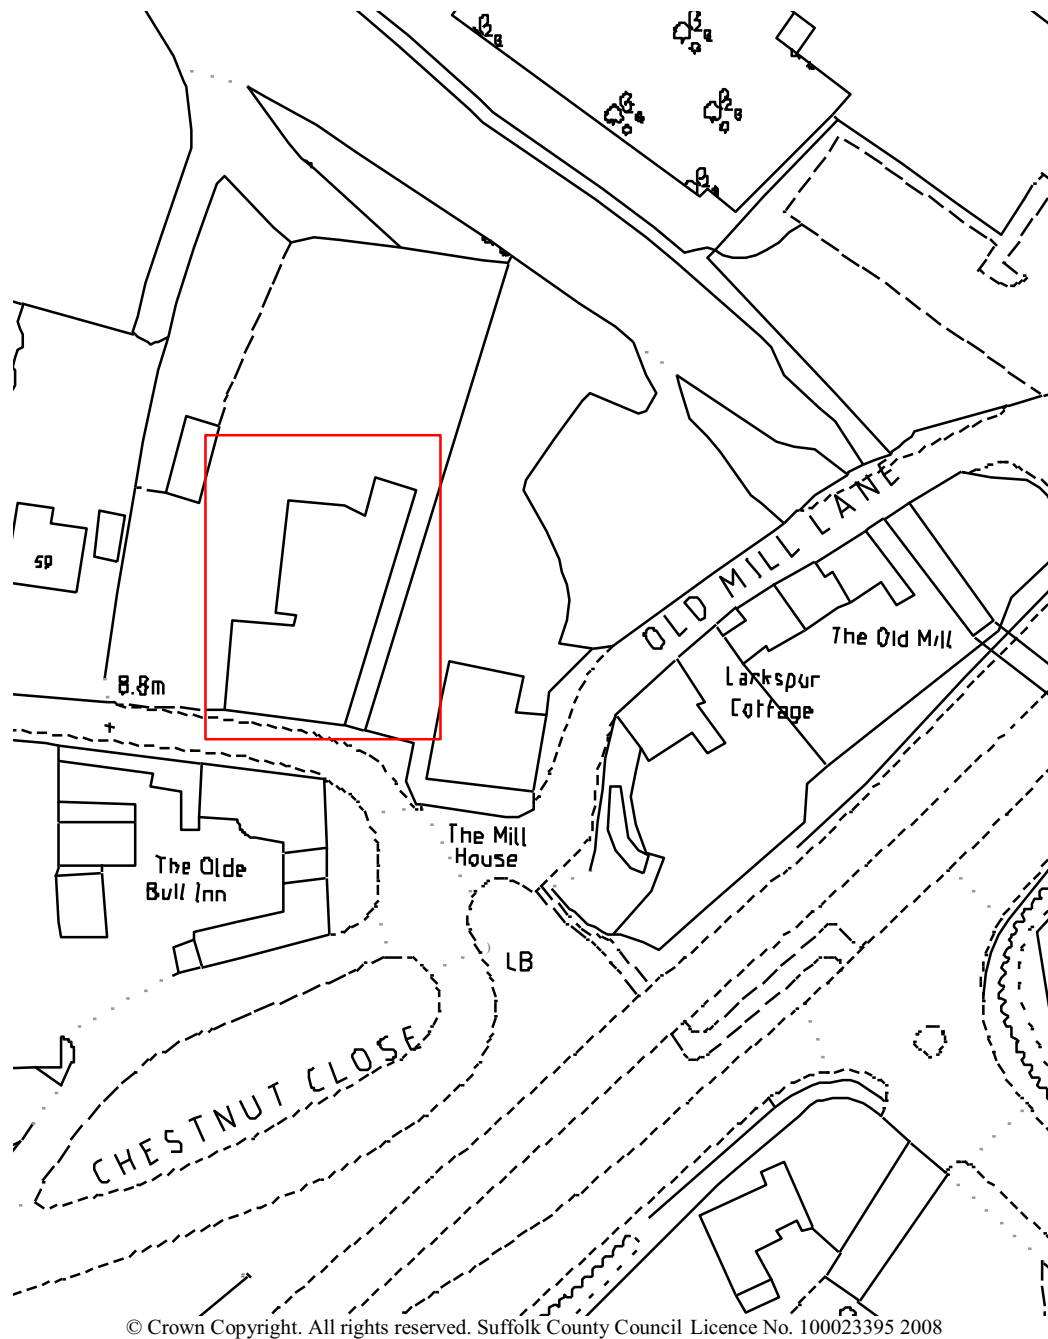 OLD MILL LANE
The Old Mill
Larkspur
Cottage
8.8m
The Mill
House
The Olde
Bull Inn
LB
CHESTNUT CLOSE
© Crown Copyright. All rights reserved. Suffolk County Council Licence No. 100023395 2008